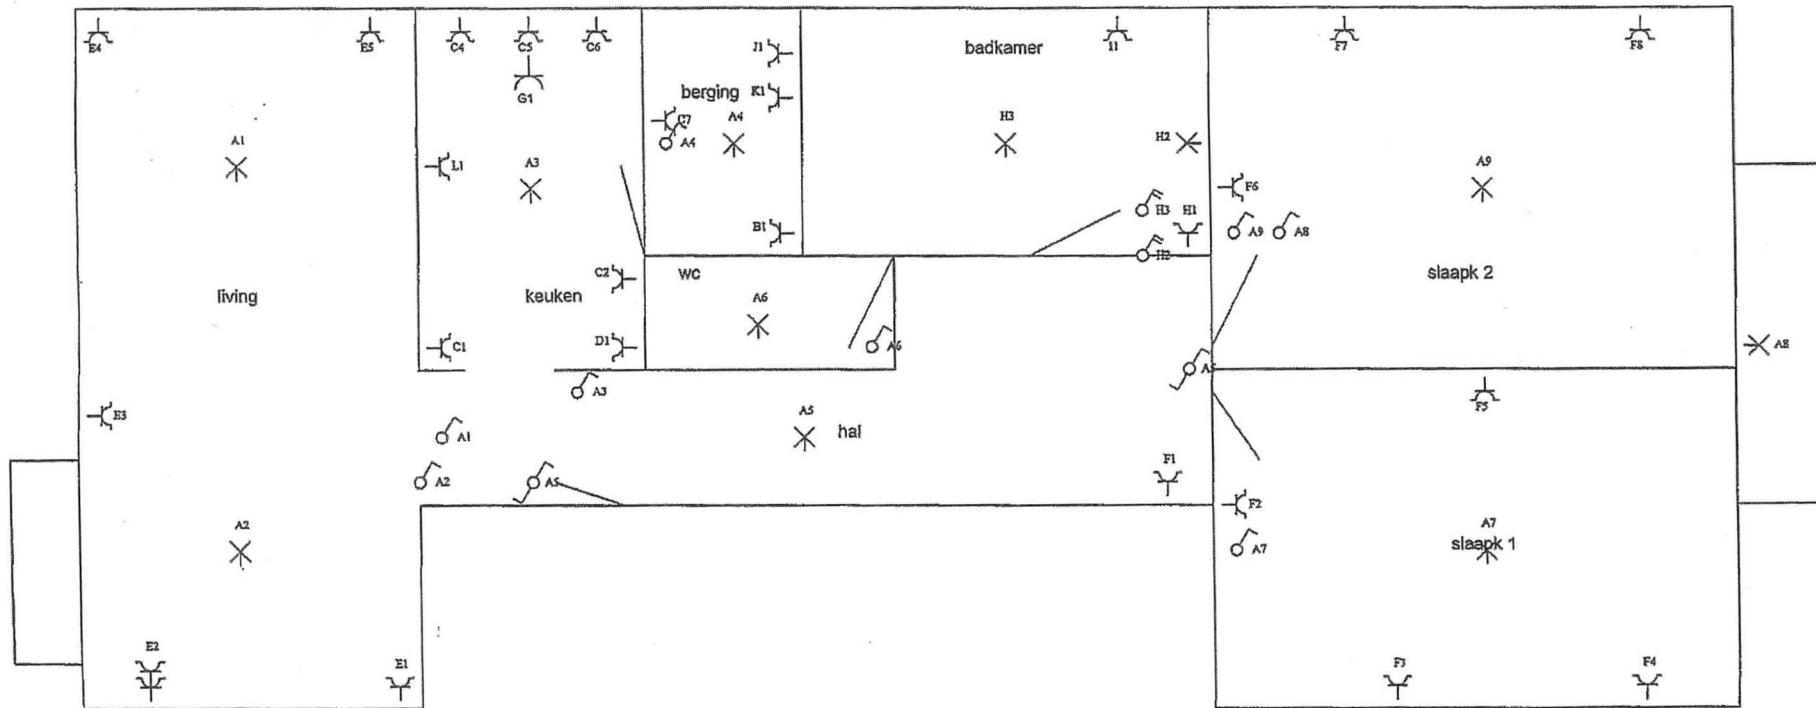 E4
E5
C4
C5
C6
J1
badkamer
I1
F7
F8
G1
berging
K1
A1
A4
H3
H2
C7
A4
L1
A3
A9
F6
H3
H1
B1
A9
A8
H2
C2
WC
slaapk 2
living
keuken
A6
C1
D1
A6
A8
A5
A3
E3
A5
F5
A1
hal
F1
A2
A5
F2
A2
A7
A7
slaapk 1
E2
E1
F3
F4